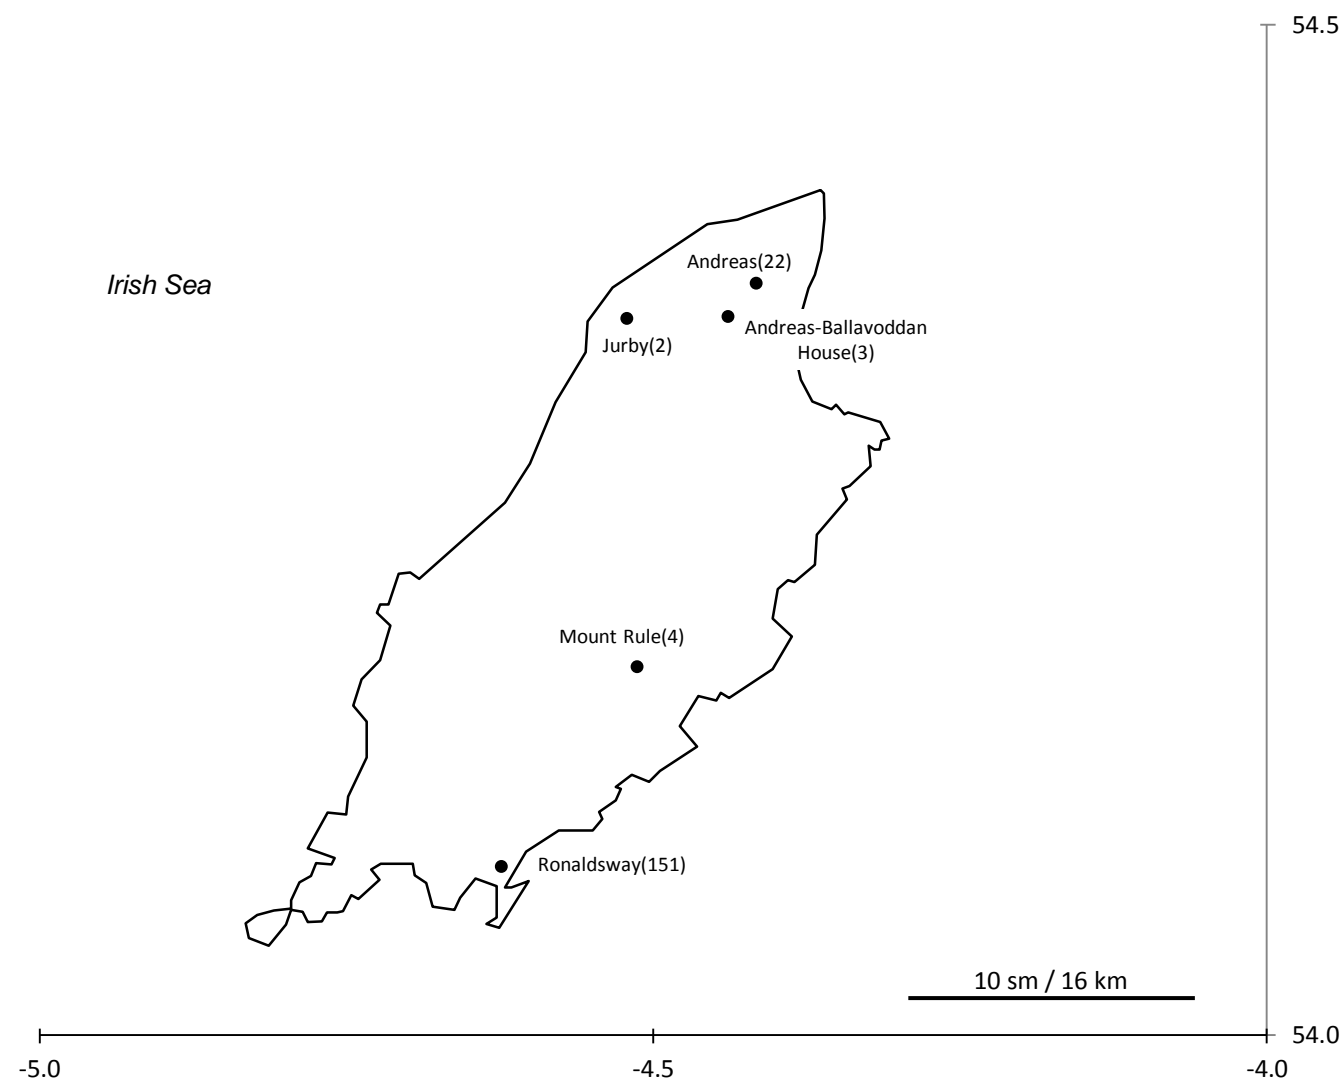 54.5
Andreas(22)
Irish Sea
Andreas-Ballavoddan
House(3)
Jurby(2)
Mount Rule(4)
Ronaldsway(151)
10 sm / 16 km
54.0
-5.0
-4.5
-4.0